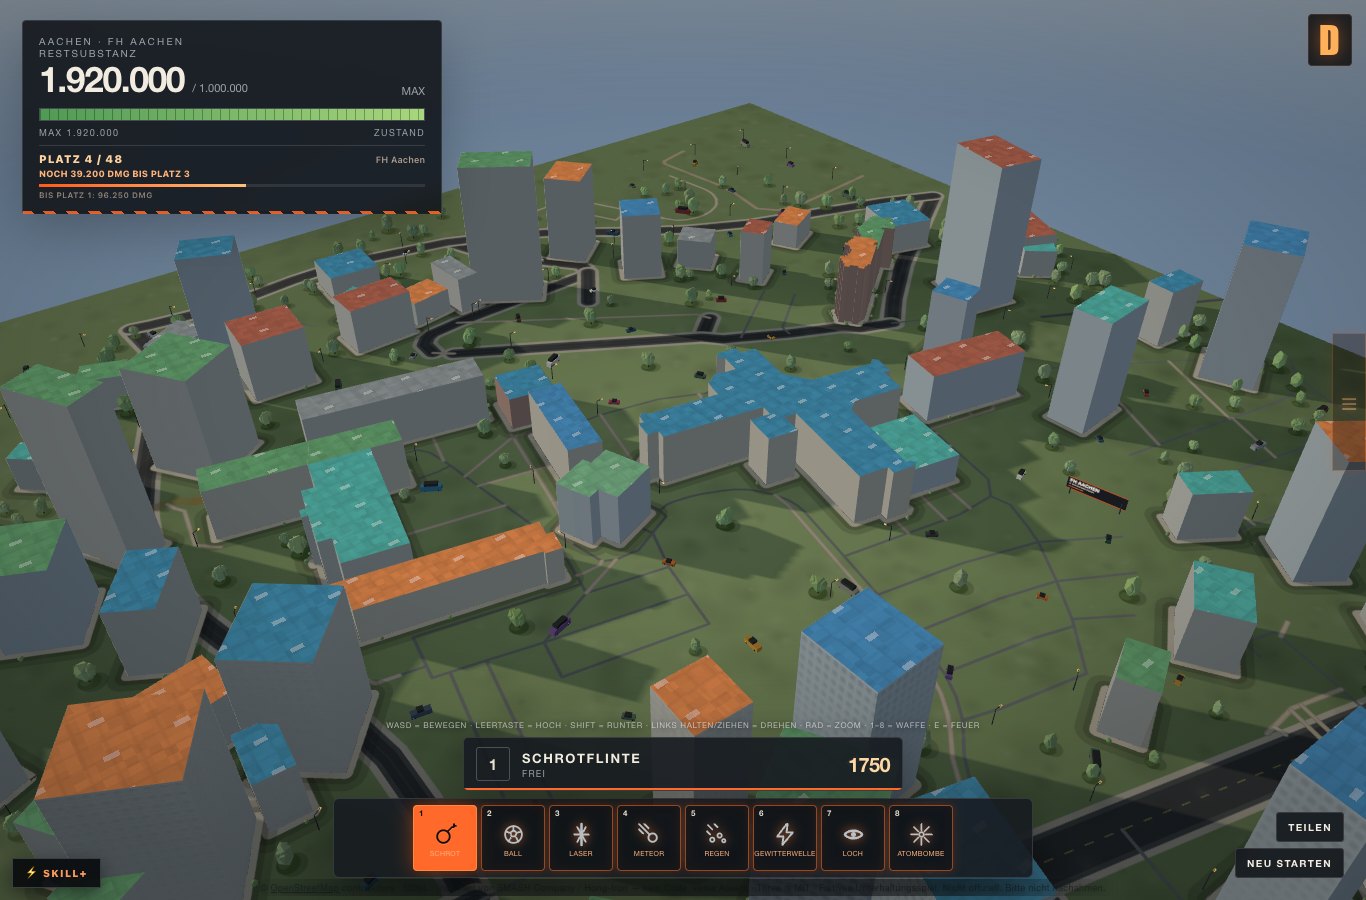 AACHEN · FH AACHEN
RESTSUBSTANZ
1.920.000 / 1.000.000 MAX
MAX 1.920.000 ZUSTAND
PLATZ 4 / 48 FH Aachen
NOCH 39.200 DMG BIS PLATZ 3
BIS PLATZ 1: 96.250 DMG
D
FH AACHEN
WASD = BEWEGEN · LEERTASTE = HOCH · SHIFT = RUNTER · LINKS HALTEN/ZIEHEN = DREHEN · RAD = ZOOM · 1–8 = WAFFE · E = FEUER
1 SCHROTFLINTE 1750
FREI
1 2 3 4 5 6 7 8
SCHROT BALL LASER METEOR REGEN GEWITTERWELLE LOCH ATOMBOMBE
TEILEN
NEU STARTEN
⚡ SKILL+
© OpenStreetMap